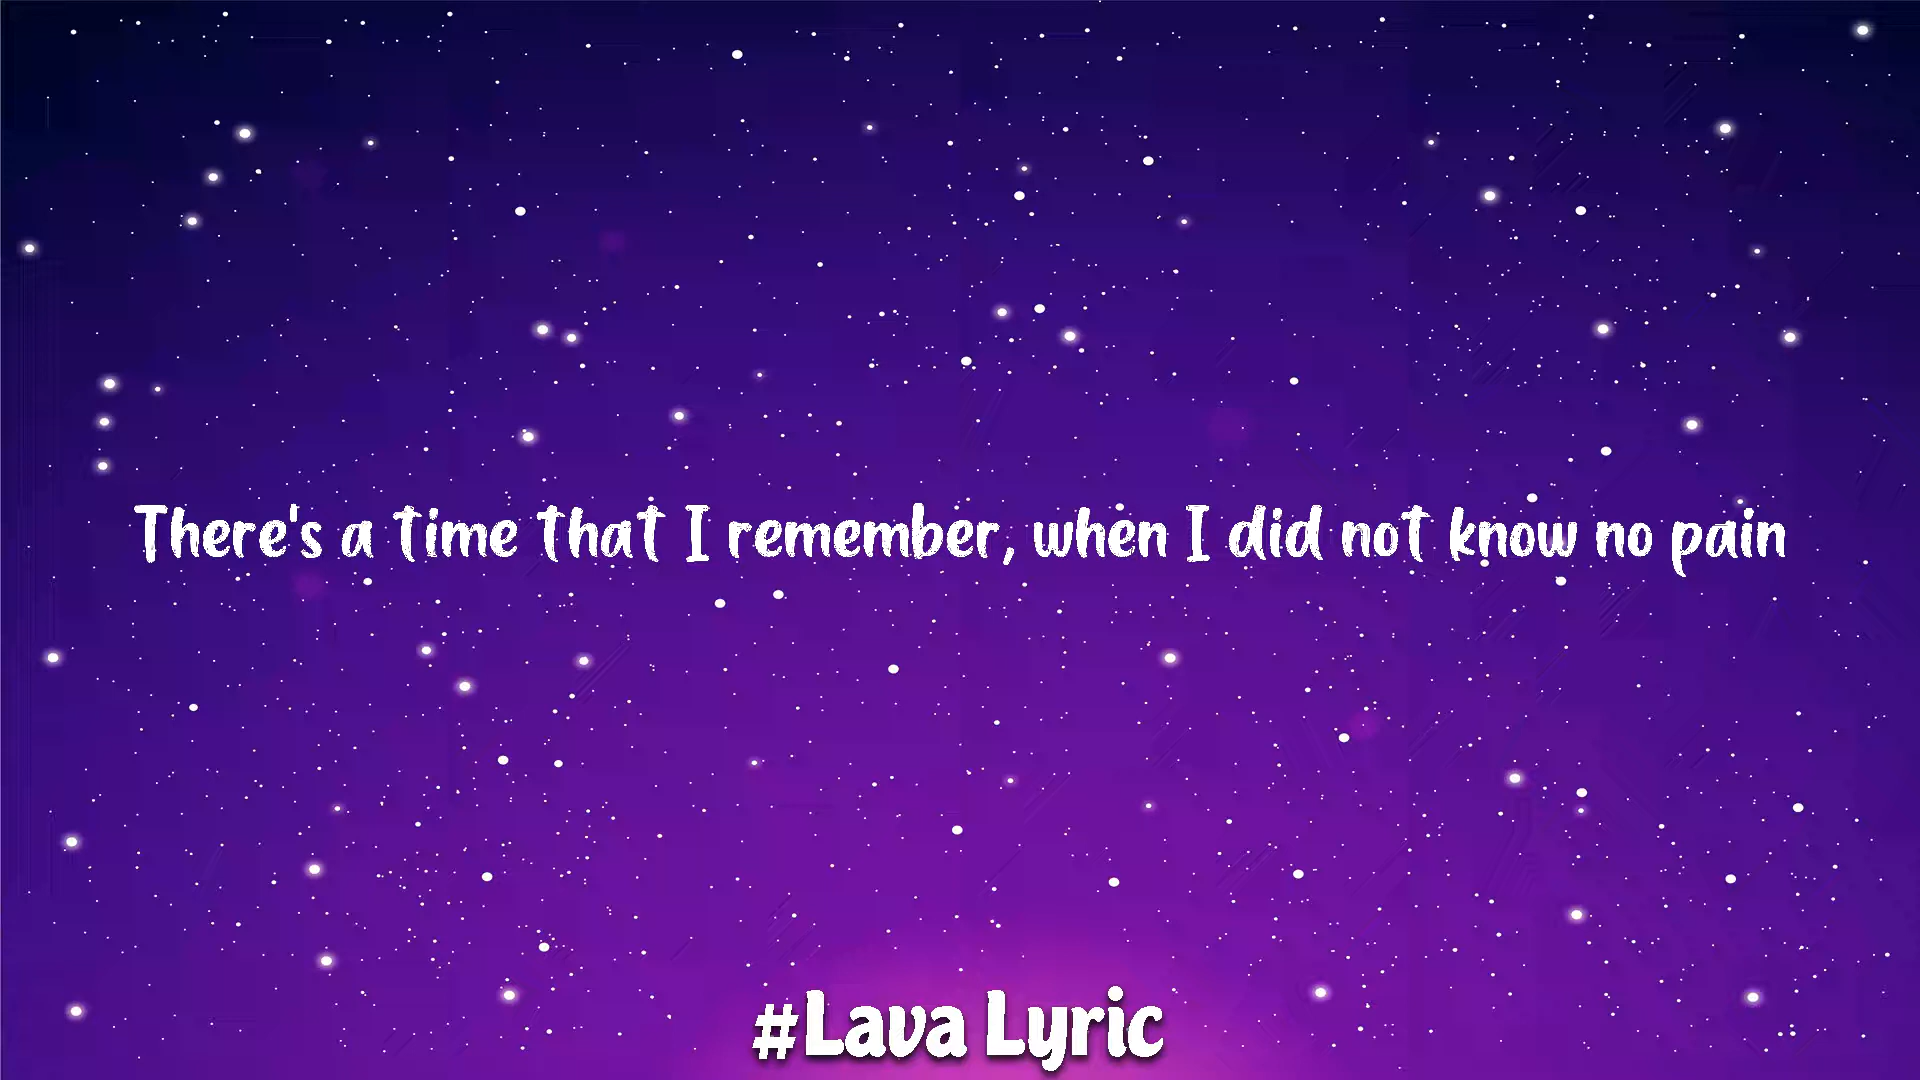 There's a time that I remember, when I did not know no pain
#Lava Lyric